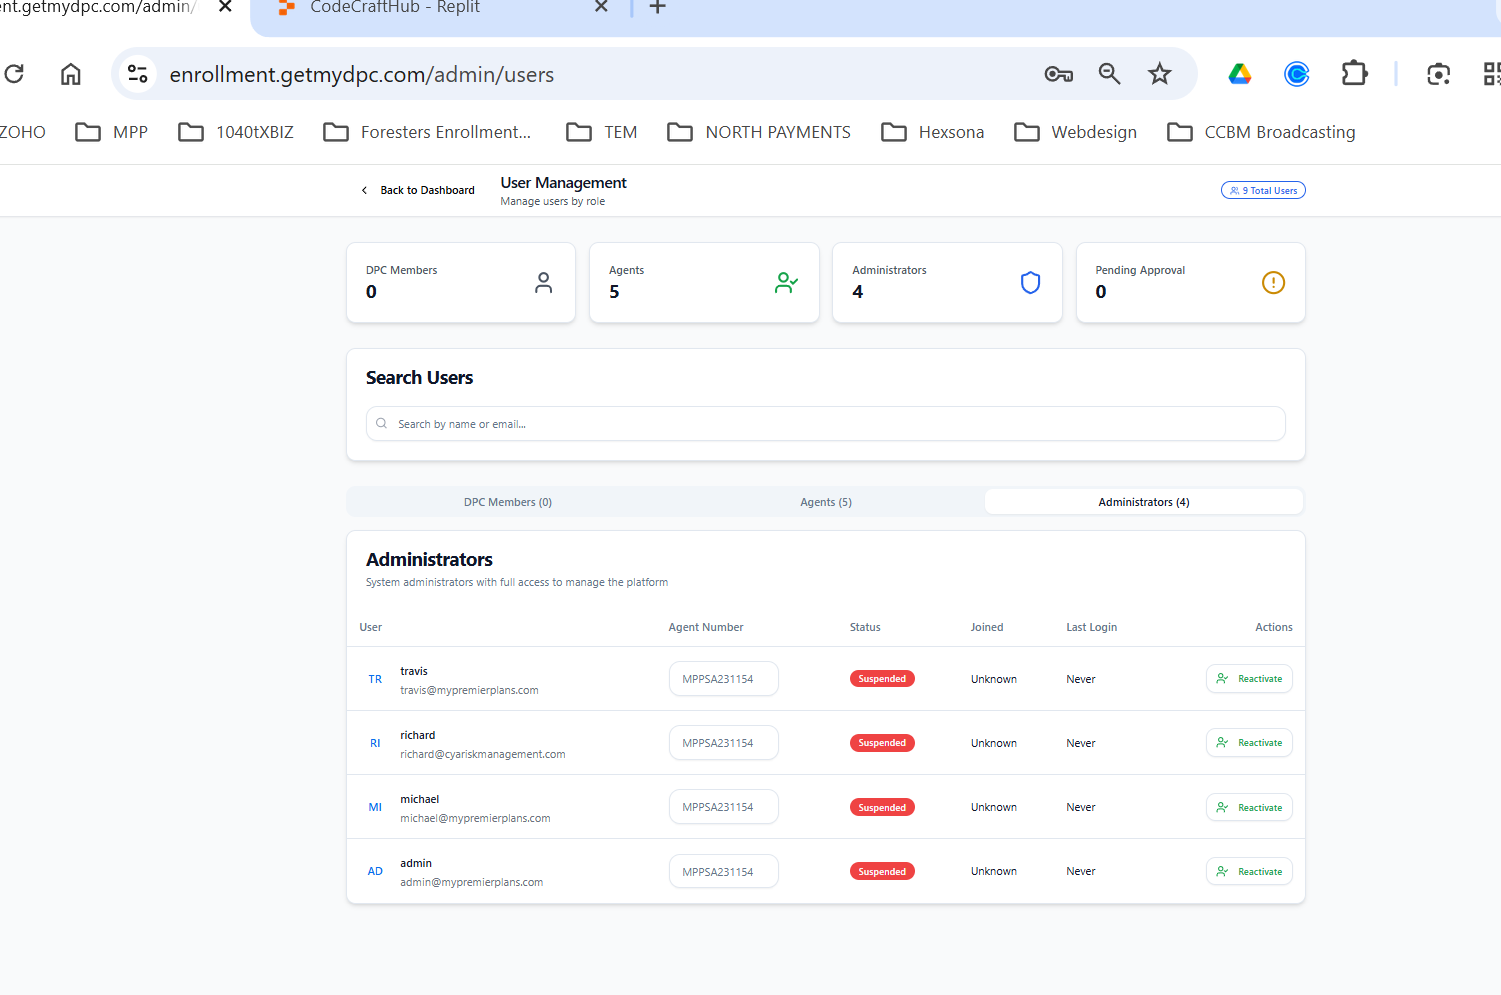 nt.getmydpc.com/admin/
CodeCraftHub - Replit
enrollment.getmydpc.com/admin/users
ZOHO MPP 1040tXBIZ Foresters Enrollment... TEM NORTH PAYMENTS Hexsona Webdesign CCBM Broadcasting
Back to Dashboard
User Management
Manage users by role
9 Total Users
DPC Members
0
Agents
5
Administrators
4
Pending Approval
0
Search Users
Search by name or email...
DPC Members (0) Agents (5) Administrators (4)
Administrators
System administrators with full access to manage the platform
User Agent Number Status Joined Last Login Actions
TR travis MPPSA231154 Suspended Unknown Never Reactivate
travis@mypremierplans.com
RI richard MPPSA231154 Suspended Unknown Never Reactivate
richard@cyariskmanagement.com
MI michael MPPSA231154 Suspended Unknown Never Reactivate
michael@mypremierplans.com
AD admin MPPSA231154 Suspended Unknown Never Reactivate
admin@mypremierplans.com